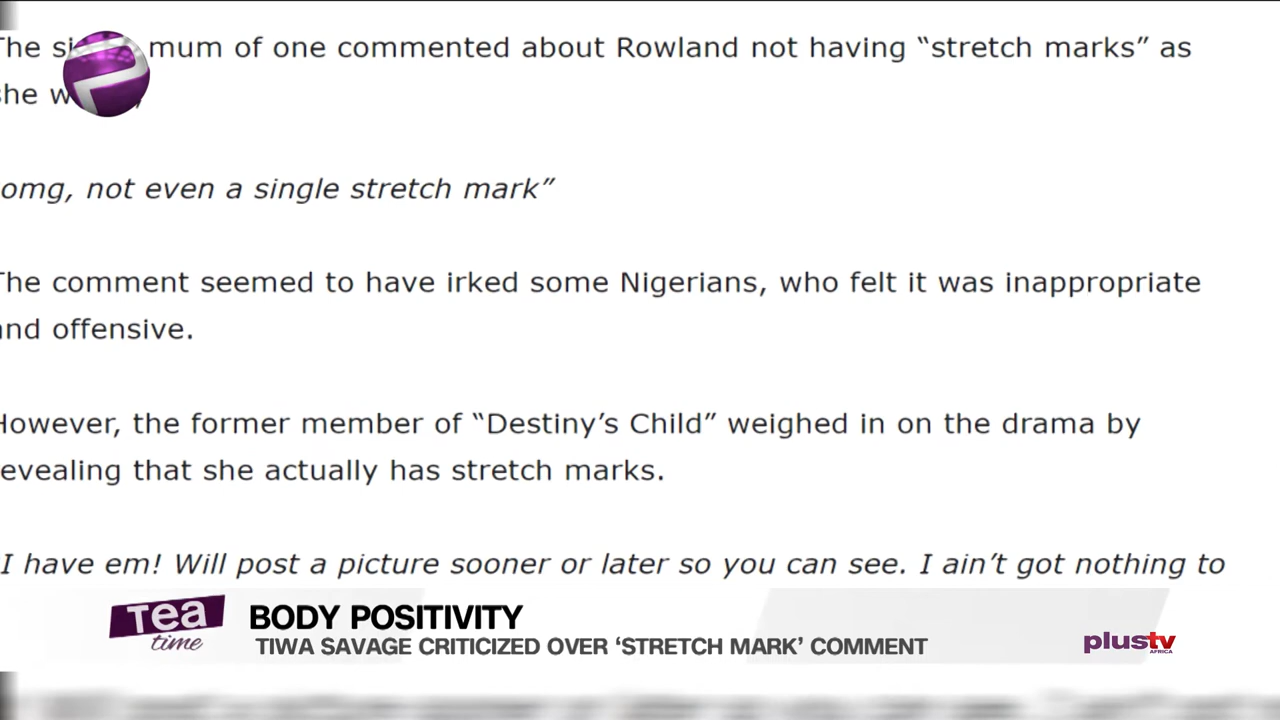 The si mum of one commented about Rowland not having “stretch marks” as
she w
omg, not even a single stretch mark”
The comment seemed to have irked some Nigerians, who felt it was inappropriate
and offensive.
However, the former member of “Destiny’s Child” weighed in on the drama by
revealing that she actually has stretch marks.
I have em! Will post a picture sooner or later so you can see. I ain’t got nothing to
Tea
time
BODY POSITIVITY
TIWA SAVAGE CRITICIZED OVER ‘STRETCH MARK’ COMMENT
plustv
AFRICA